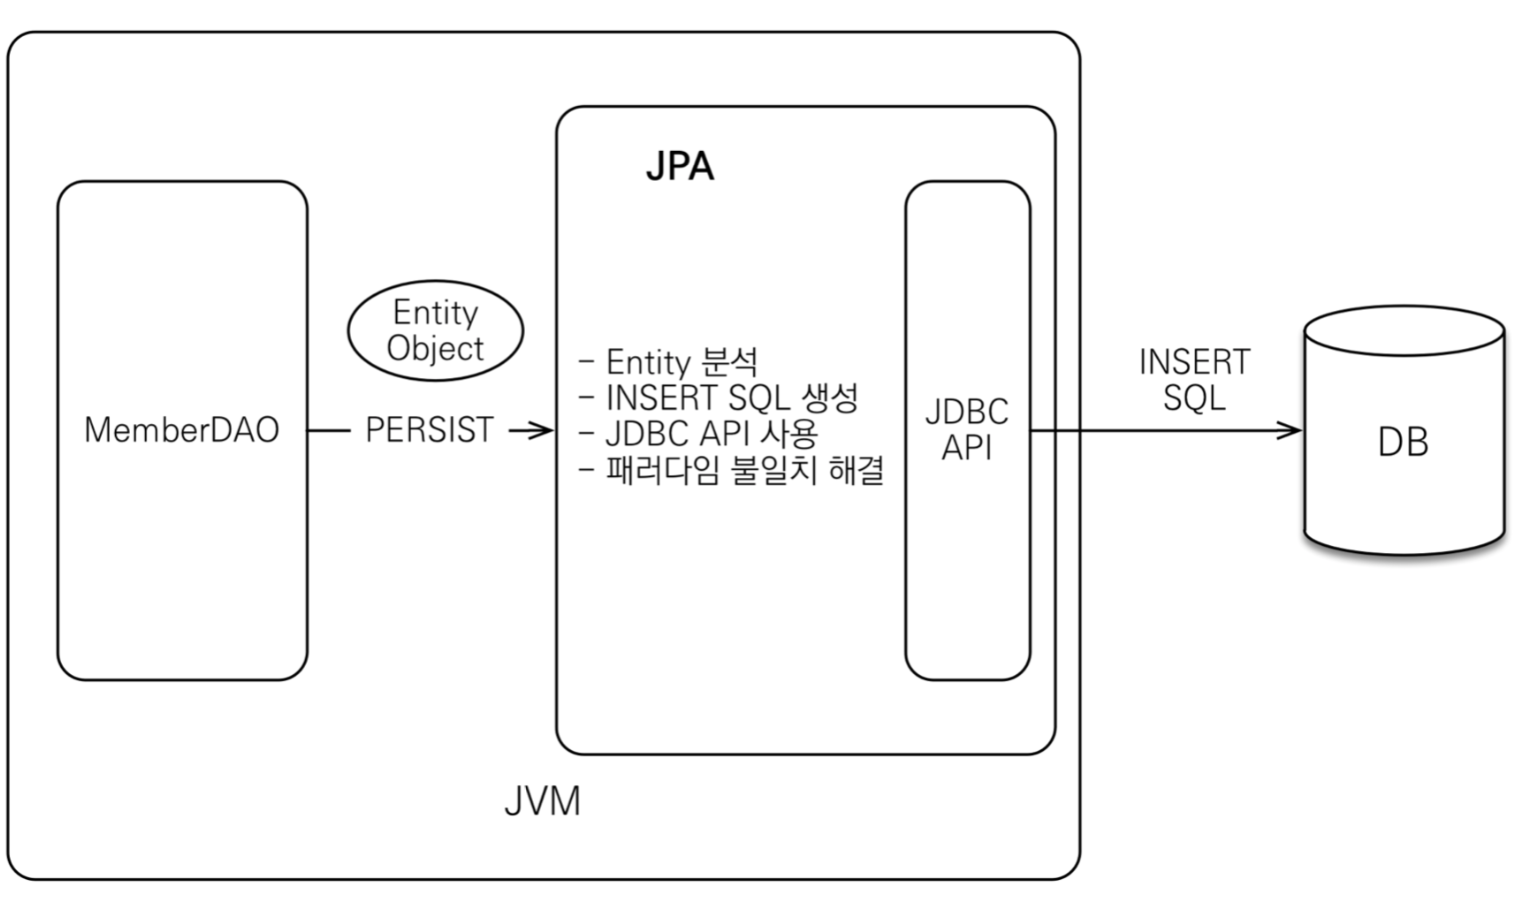 JPA
Entity
Object
MemberDAO
PERSIST
- Entity 분석
- INSERT SQL 생성
- JDBC API 사용
- 패러다임 불일치 해결
JDBC
API
INSERT
SQL
DB
JVM